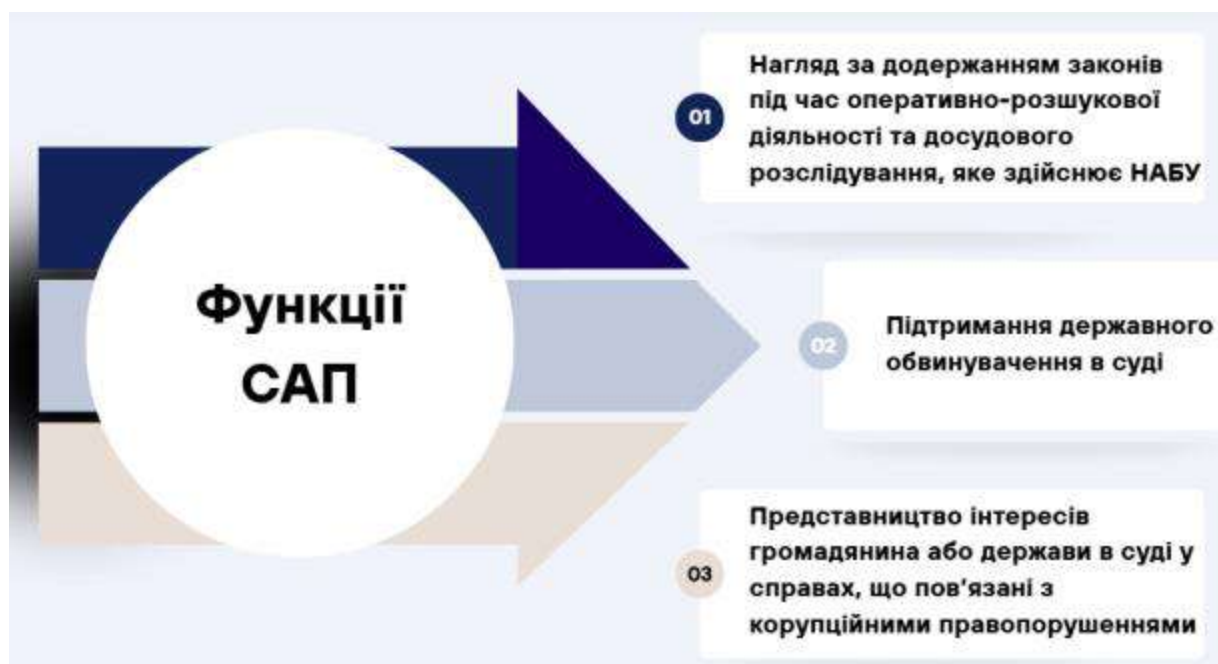 Функції
САП
01
Нагляд за додержанням законів
під час оперативно-розшукової
діяльності та досудового
розслідування, яке здійснює НАБУ
02
Підтримання державного
обвинувачення в суді
03
Представництво інтересів
громадянина або держави в суді у
справах, що пов'язані з
корупційними правопорушеннями